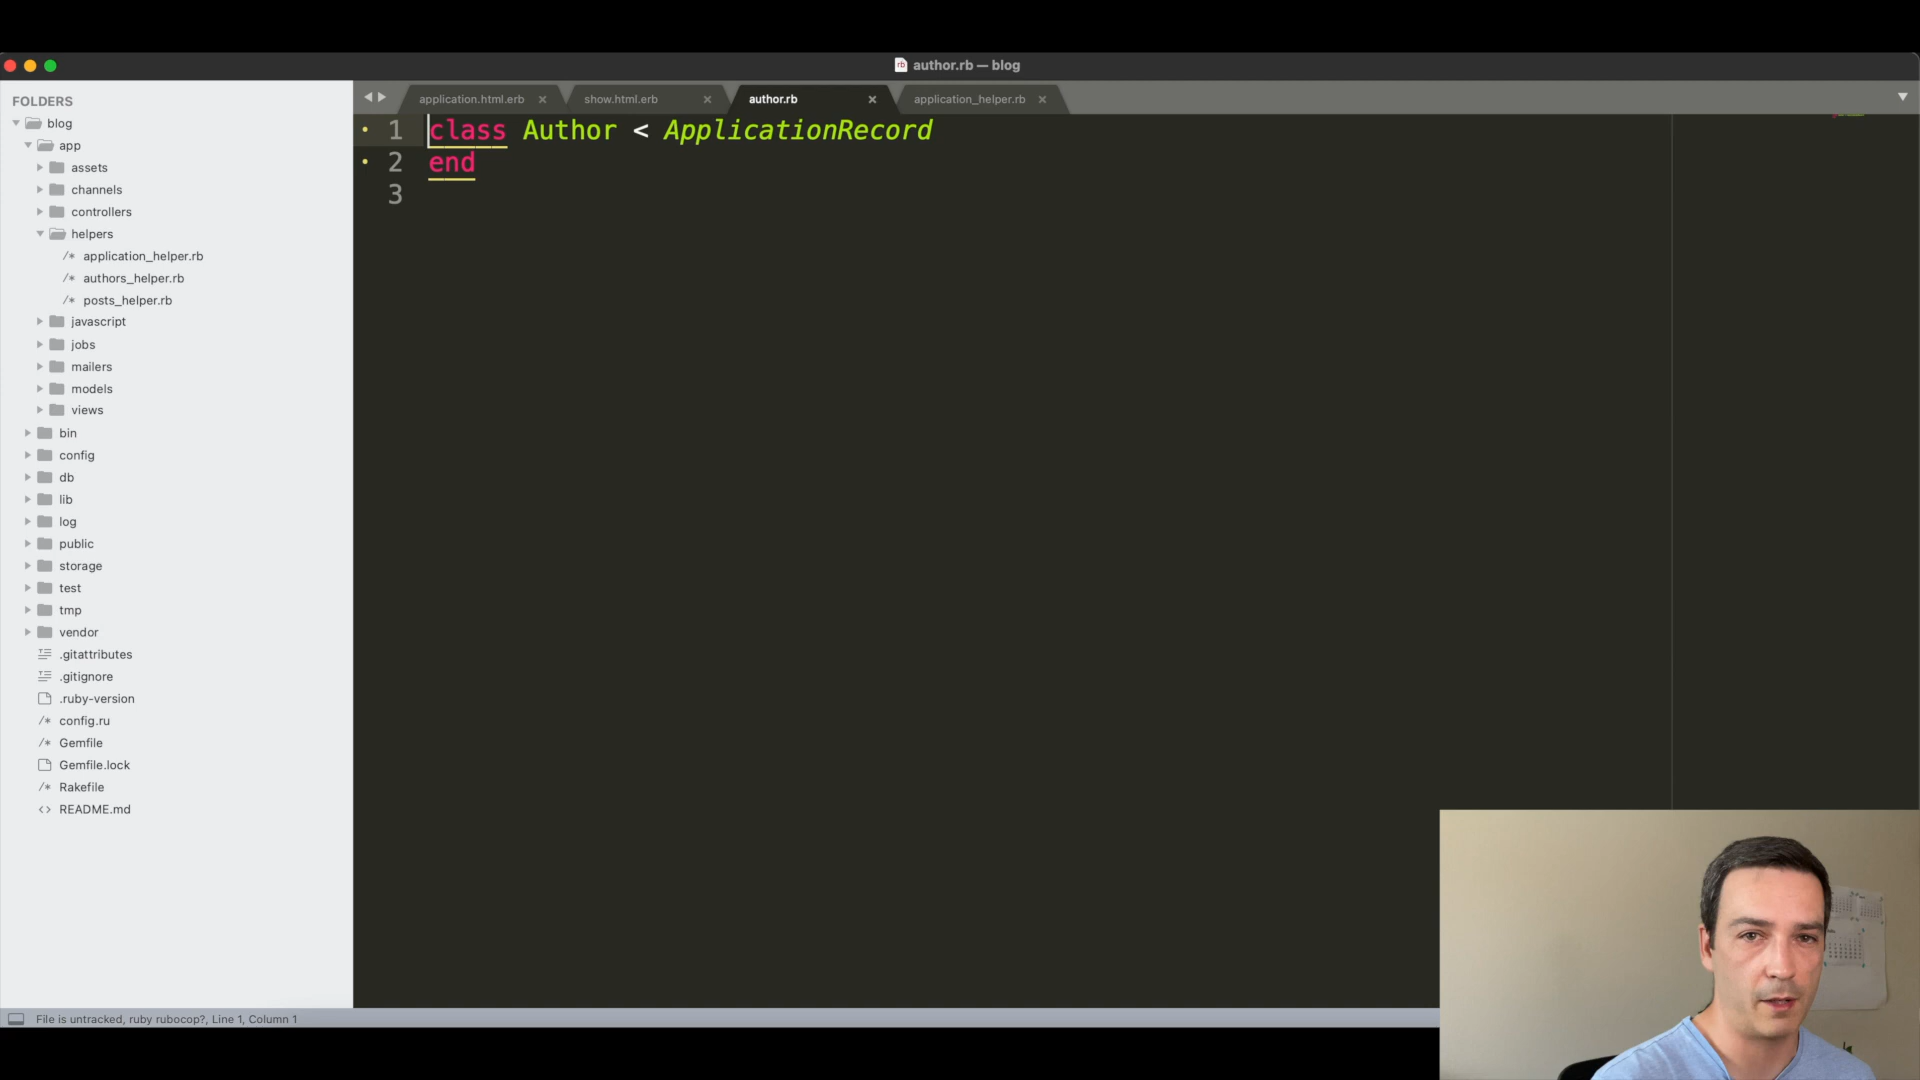 author.rb — blog
FOLDERS
blog
app
assets
channels
controllers
helpers
/* application_helper.rb
/* authors_helper.rb
/* posts_helper.rb
javascript
jobs
mailers
models
views
bin
config
db
lib
log
public
storage
test
tmp
vendor
.gitattributes
.gitignore
.ruby-version
/* config.ru
/* Gemfile
Gemfile.lock
/* Rakefile
<> README.md
application.html.erb
show.html.erb
author.rb
application_helper.rb
1 class Author < ApplicationRecord
2 end
3
File is untracked, ruby rubocop?, Line 1, Column 1